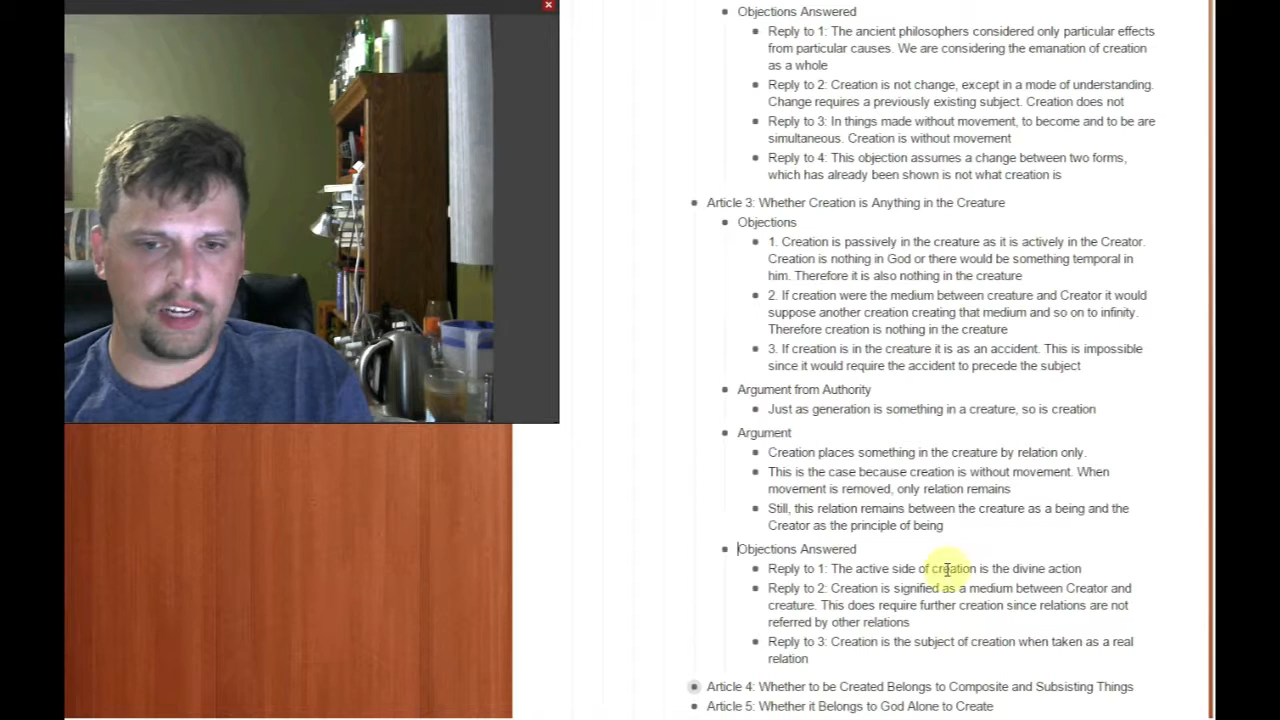 Objections Answered
Reply to 1: The ancient philosophers considered only particular effects
from particular causes. We are considering the emanation of creation
as a whole
Reply to 2: Creation is not change, except in a mode of understanding.
Change requires a previously existing subject. Creation does not
Reply to 3: In things made without movement, to become and to be are
simultaneous. Creation is without movement
Reply to 4: This objection assumes a change between two forms,
which has already been shown is not what creation is
Article 3: Whether Creation is Anything in the Creature
Objections
1. Creation is passively in the creature as it is actively in the Creator.
Creation is nothing in God or there would be something temporal in
him. Therefore it is also nothing in the creature
2. If creation were the medium between creature and Creator it would
suppose another creation creating that medium and so on to infinity.
Therefore creation is nothing in the creature
3. If creation is in the creature it is as an accident. This is impossible
since it would require the accident to precede the subject
Argument from Authority
Just as generation is something in a creature, so is creation
Argument
Creation places something in the creature by relation only.
This is the case because creation is without movement. When
movement is removed, only relation remains
Still, this relation remains between the creature as a being and the
Creator as the principle of being
Objections Answered
Reply to 1: The active side of creation is the divine action
Reply to 2: Creation is signified as a medium between Creator and
creature. This does require further creation since relations are not
referred by other relations
Reply to 3: Creation is the subject of creation when taken as a real
relation
Article 4: Whether to be Created Belongs to Composite and Subsisting Things
Article 5: Whether it Belongs to God Alone to Create